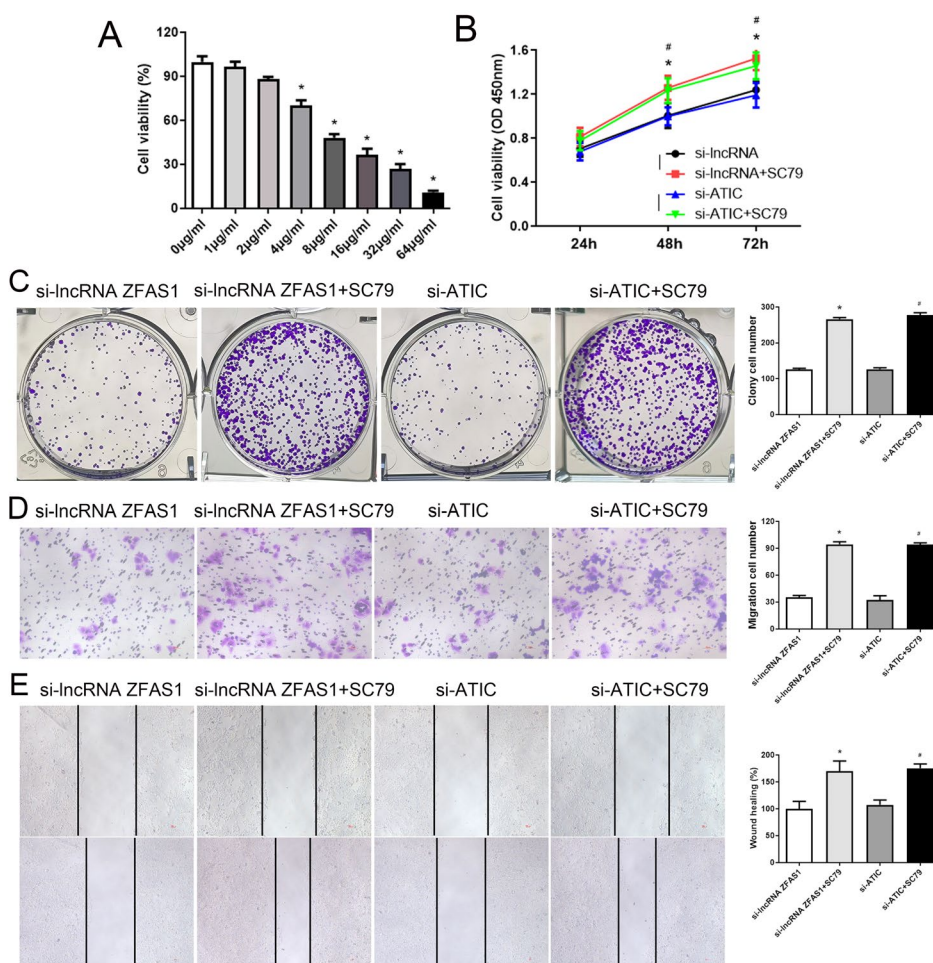 A
Cell viability (%)
120
90
60
30
0
* * * * *
0μg/ml 1μg/ml 2μg/ml 4μg/ml 8μg/ml 16μg/ml 32μg/ml 64μg/ml
B
Cell viability (OD 450nm)
1.6
1.2
0.8
0.4
0.0
# *
# *
si-lncRNA
si-lncRNA+SC79
si-ATIC
si-ATIC+SC79
24h 48h 72h
C
si-lncRNA ZFAS1 si-lncRNA ZFAS1+SC79 si-ATIC si-ATIC+SC79
Clony cell number
300
200
100
0
* #
si-lncRNA ZFAS1 si-lncRNA ZFAS1+SC79 si-ATIC si-ATIC+SC79
D
si-lncRNA ZFAS1 si-lncRNA ZFAS1+SC79 si-ATIC si-ATIC+SC79
Migration cell number
120
90
60
30
0
* #
si-lncRNA ZFAS1 si-lncRNA ZFAS1+SC79 si-ATIC si-ATIC+SC79
E
si-lncRNA ZFAS1 si-lncRNA ZFAS1+SC79 si-ATIC si-ATIC+SC79
Wound healing (%)
200
150
100
50
0
* #
si-lncRNA ZFAS1 si-lncRNA ZFAS1+SC79 si-ATIC si-ATIC+SC79